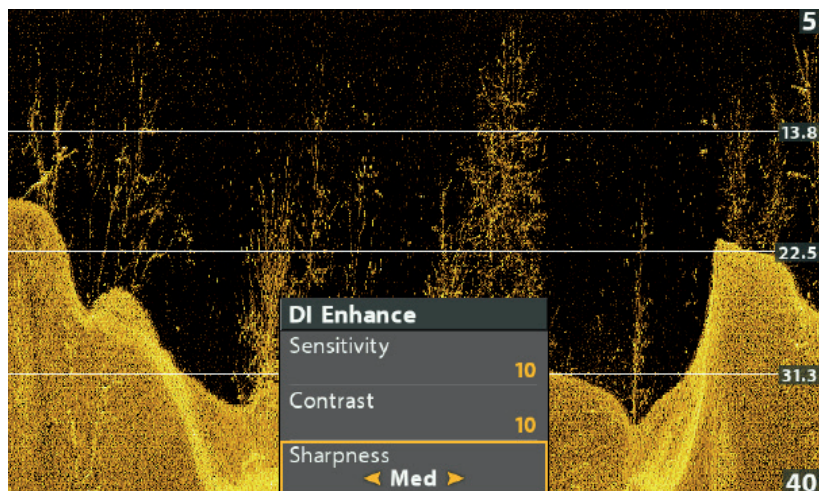 5
13.8
22.5
DI Enhance
Sensitivity
10
31.3
Contrast
10
Sharpness
Med
40